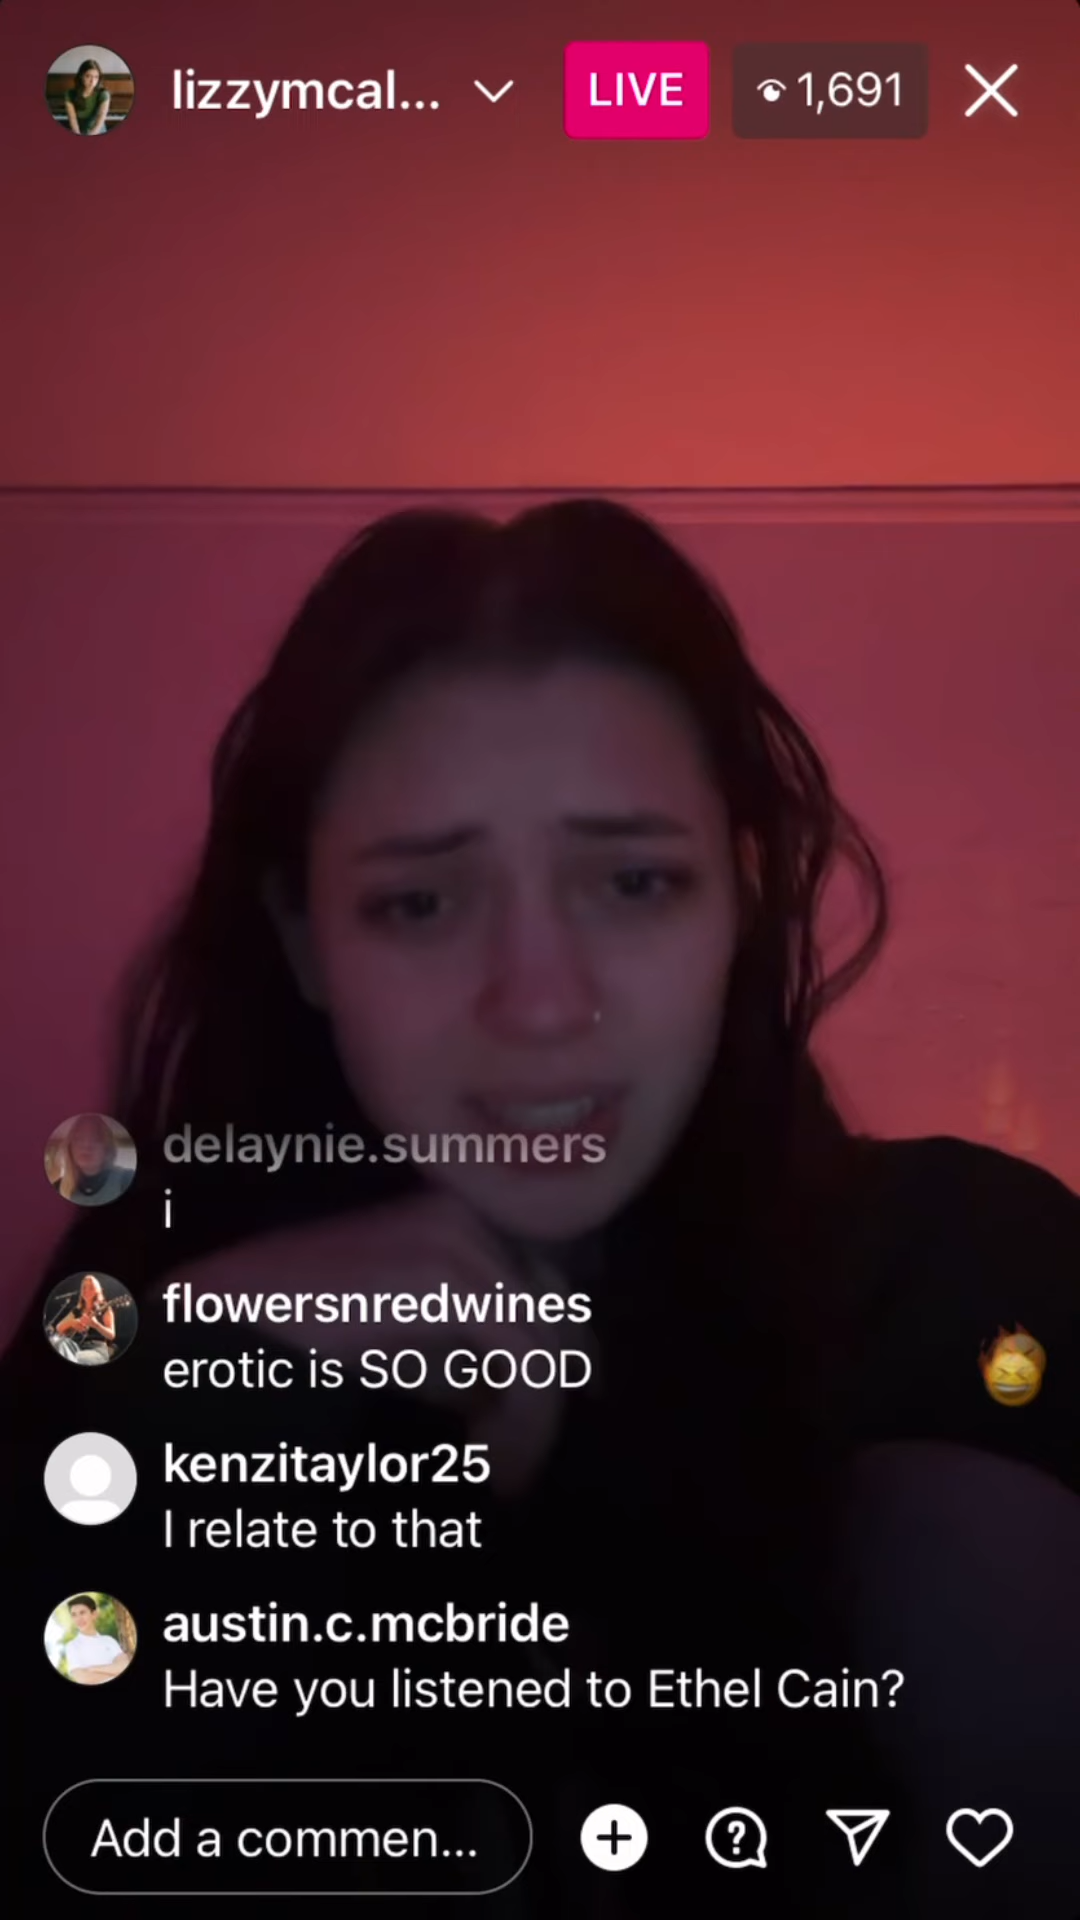 lizzymcal...
LIVE
1,691
delaynie.summers
i
flowersnredwines
erotic is SO GOOD
kenzitaylor25
I relate to that
austin.c.mcbride
Have you listened to Ethel Cain?
Add a commen...
?